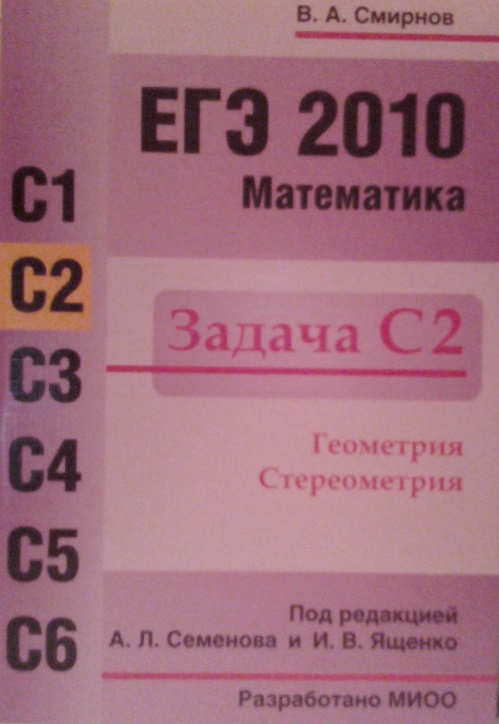 В. А. Смирнов
ЕГЭ 2010
Математика
С1
С2
С3
С4
С5
С6
Задача С2
Геометрия
Стереометрия
Под редакцией
А. Л. Семенова и И. В. Ященко
Разработано МИОО